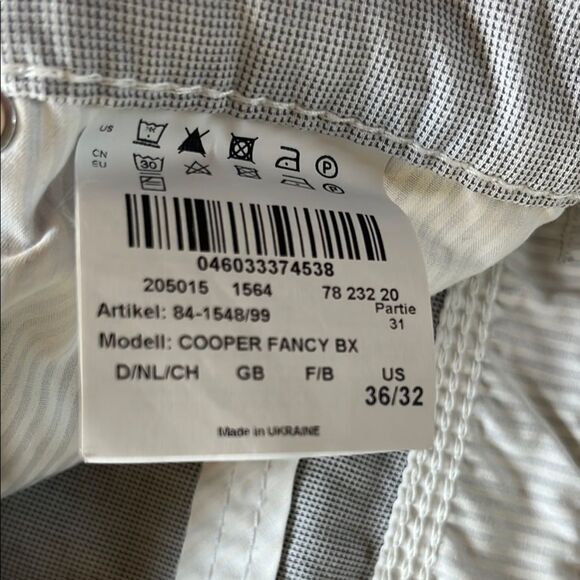 US
CN
EU
30
P
046033374538
205015 1564 78 232 20
Artikel: 84-1548/99 Partie
31
Modell: COOPER FANCY BX
D/NL/CH GB F/B US
36/32
Made in UKRAINE